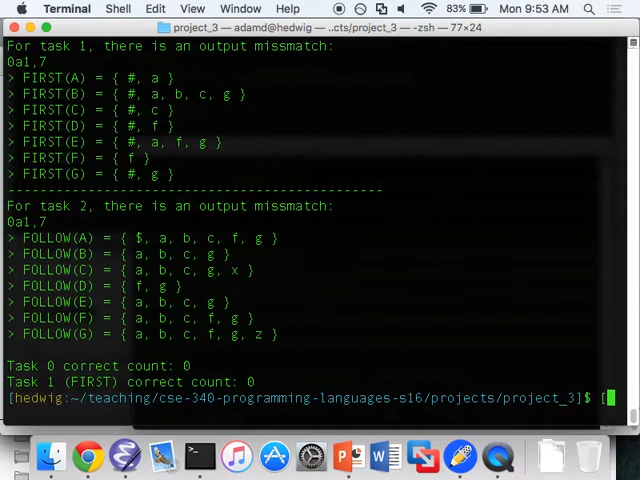 Terminal Shell Edit View Window Help 83% Mon 9:53 AM
project_3 — adamd@hedwig — ..cts/project_3 — -zsh — 77×24
For task 1, there is an output missmatch:
0a1,7
> FIRST(A) = { #, a }
> FIRST(B) = { #, a, b, c, g }
> FIRST(C) = { #, c }
> FIRST(D) = { #, f }
> FIRST(E) = { #, a, f, g }
> FIRST(F) = { f }
> FIRST(G) = { #, g }
-----------------------------------------------
For task 2, there is an output missmatch:
0a1,7
> FOLLOW(A) = { $, a, b, c, f, g }
> FOLLOW(B) = { a, b, c, g }
> FOLLOW(C) = { a, b, c, g, x }
> FOLLOW(D) = { f, g }
> FOLLOW(E) = { a, b, c, g }
> FOLLOW(F) = { a, b, c, f, g }
> FOLLOW(G) = { a, b, c, f, g, z }
Task 0 correct count: 0
Task 1 (FIRST) correct count: 0
[hedwig:~/teaching/cse-340-programming-languages-s16/projects/project_3]$ [